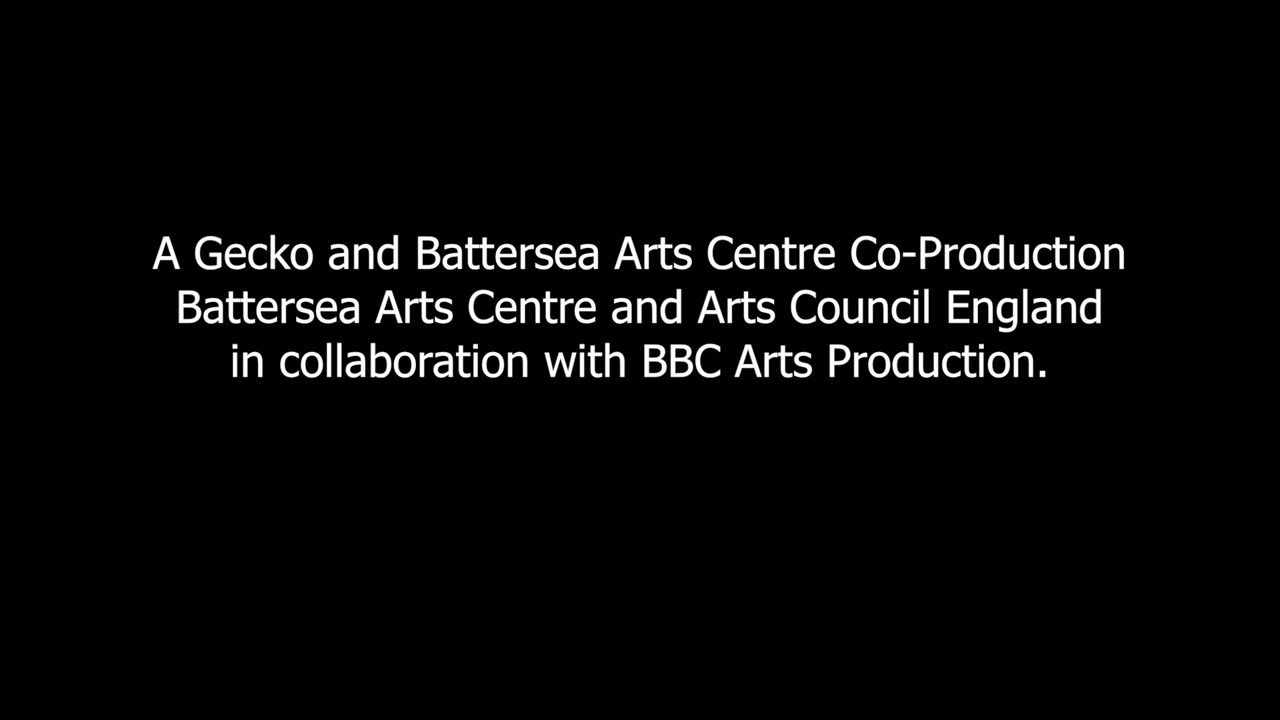 A Gecko and Battersea Arts Centre Co-Production
Battersea Arts Centre and Arts Council England
in collaboration with BBC Arts Production.